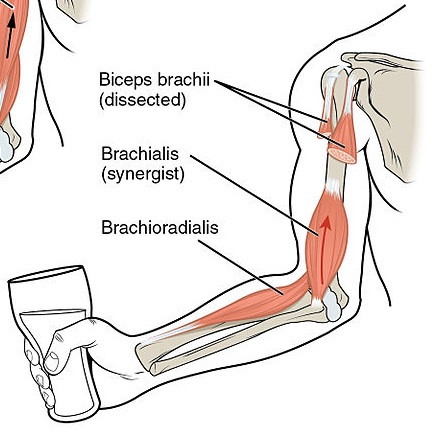 Biceps brachii
(dissected)
Brachialis
(synergist)
Brachioradialis